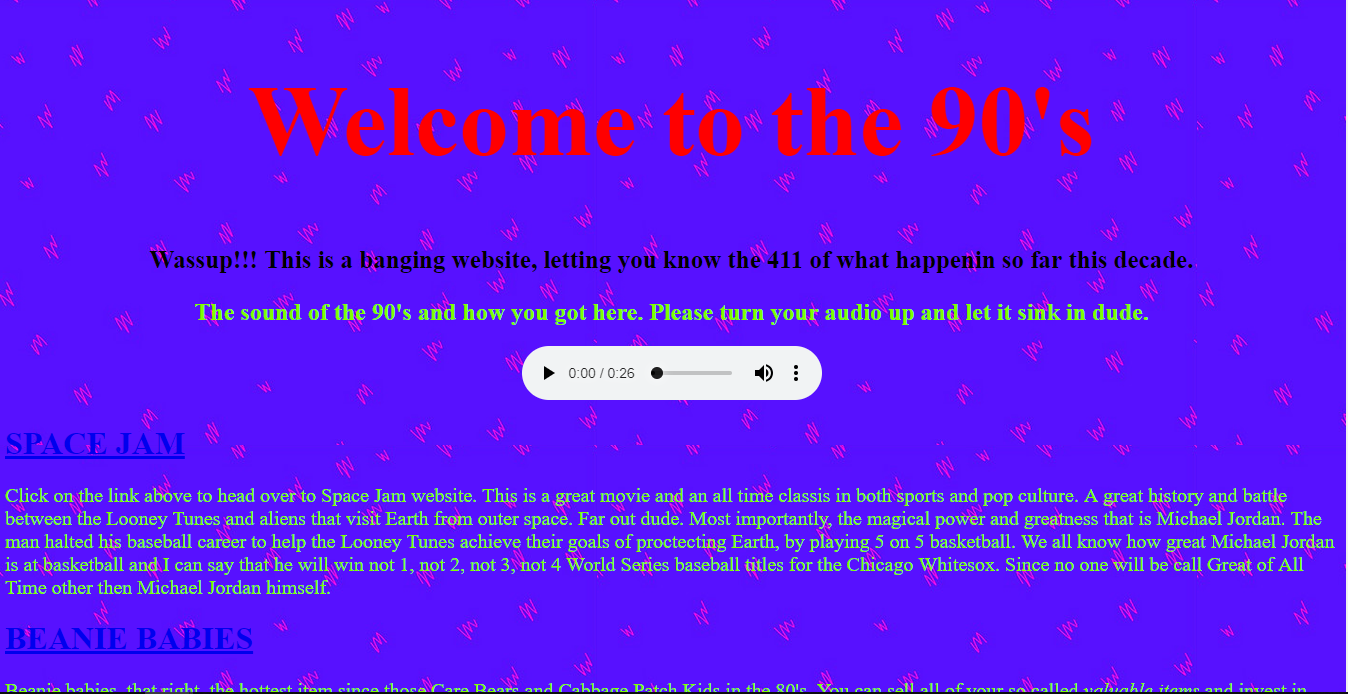 Welcome to the 90's
Wassup!!! This is a banging website, letting you know the 411 of what happenin so far this decade.
The sound of the 90's and how you got here. Please turn your audio up and let it sink in dude.
0:00 / 0:26
SPACE JAM
Click on the link above to head over to Space Jam website. This is a great movie and an all time classis in both sports and pop culture. A great history and battle
between the Looney Tunes and aliens that visit Earth from outer space. Far out dude. Most importantly, the magical power and greatness that is Michael Jordan. The
man halted his baseball career to help the Looney Tunes achieve their goals of proctecting Earth, by playing 5 on 5 basketball. We all know how great Michael Jordan
is at basketball and I can say that he will win not 1, not 2, not 3, not 4 World Series baseball titles for the Chicago Whitesox. Since no one will be call Great of All
Time other then Michael Jordan himself.
BEANIE BABIES
Beanie babies, that right, the hottest item since those Care Bears and Cabbage Patch Kids in the 80's. You can sell all of your so called valuable items and invest in